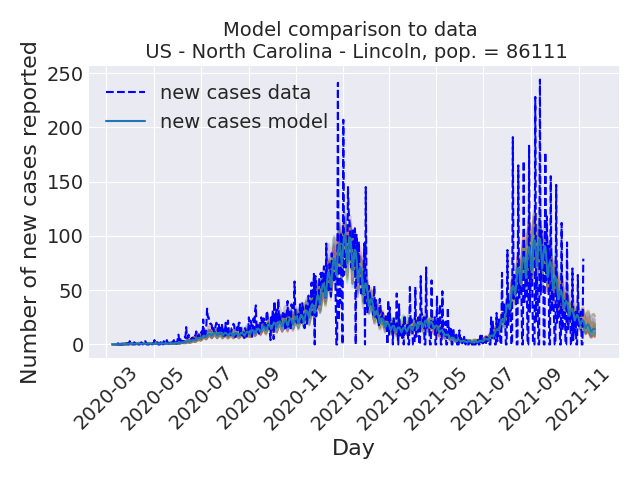 Model comparison to data
US - North Carolina - Lincoln, pop. = 86111
Number of new cases reported
250
200
150
100
50
0
new cases data
new cases model
2020-03
2020-05
2020-07
2020-09
2020-11
2021-01
2021-03
2021-05
2021-07
2021-09
2021-11
Day